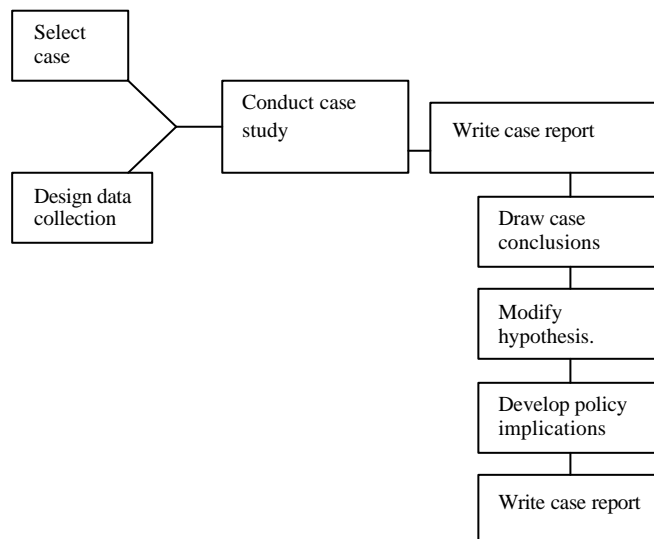 Select
case
Design data
collection
Conduct case
study
Write case report
Draw case
conclusions
Modify
hypothesis.
Develop policy
implications
Write case report